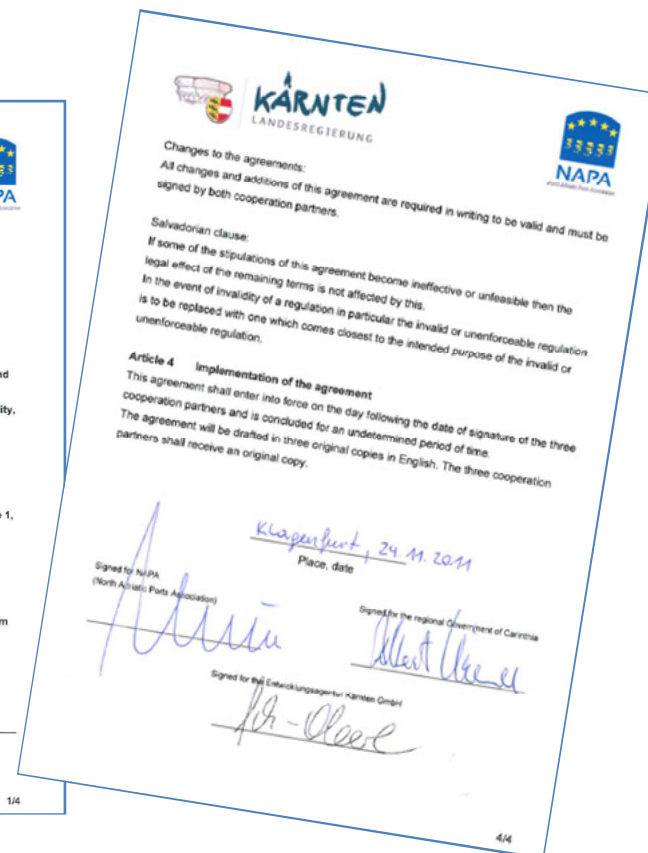 PA
nd
ity.
1.
m
1/4
KÄRNTEN
LANDESREGIERUNG
NAPA
Changes to the agreements:
All changes and additions of this agreement are required in writing to be valid and must be
signed by both cooperation partners.
Salvadorian clause:
If some of the stipulations of this agreement become ineffective or unfeasible then the
legal effect of the remaining terms is not affected by this.
In the event of invalidity of a regulation in particular the invalid or unenforceable regulation
is to be replaced with one which comes closest to the intended purpose of the invalid or
unenforceable regulation.
Article 4 Implementation of the agreement
This agreement shall enter into force on the day following the date of signature of the three
cooperation partners and is concluded for an undetermined period of time.
The agreement will be drafted in three original copies in English. The three cooperation
partners shall receive an original copy.
Klagenfurt, 24.11.2011
Place, date
Signed for NAPA
(North Adriatic Ports Association)
Signed for the regional Government of Carinthia
Signed for the Entwicklungsagentur Kärnten GmbH
4/4